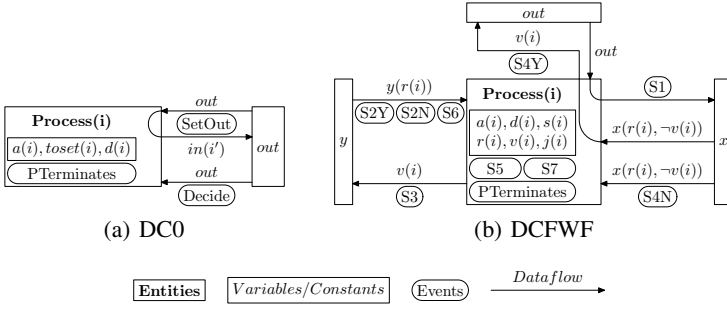 out
v(i)
S4Y
out
y(r(i))
S2Y
S2N
S6
y
v(i)
S3
Process(i)
a(i), d(i), s(i)
r(i), v(i), j(i)
S5
S7
PTerminates
S1
x(r(i), ¬v(i))
x(r(i), ¬v(i))
S4N
x
Process(i)
a(i), toset(i), d(i)
PTerminates
out
SetOut
in(i′)
out
Decide
out
(a) DC0
(b) DCFWF
Entities
Variables/Constants
Events
Dataflow